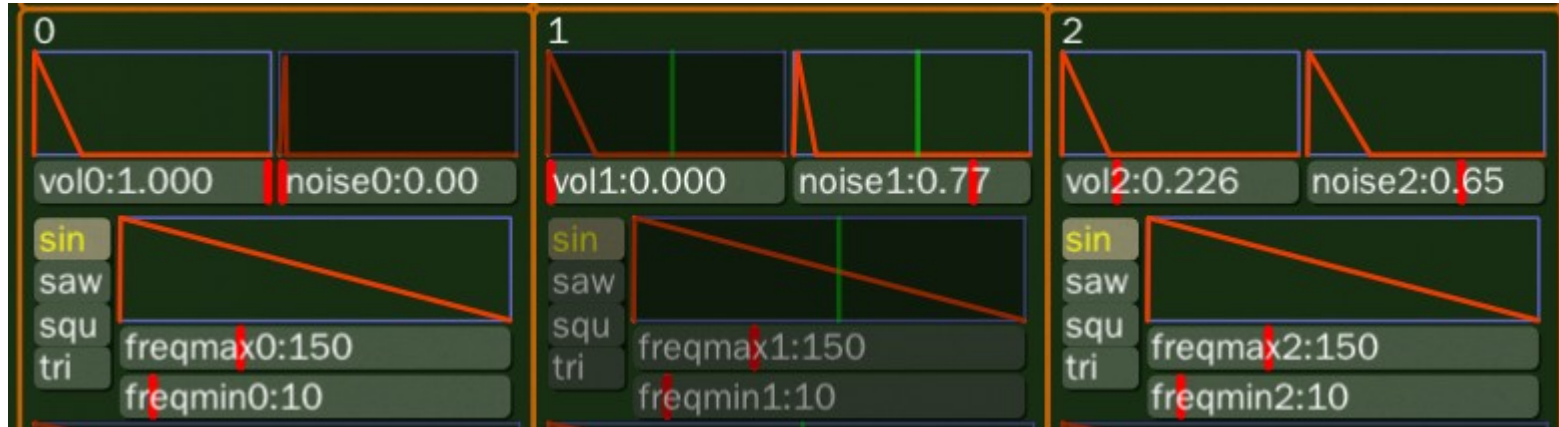 0
vol0:1.000
noise0:0.00
sin
saw
squ
tri
freqmax0:150
freqmin0:10
1
vol1:0.000
noise1:0.77
sin
saw
squ
tri
freqmax1:150
freqmin1:10
2
vol2:0.226
noise2:0.65
sin
saw
squ
tri
freqmax2:150
freqmin2:10